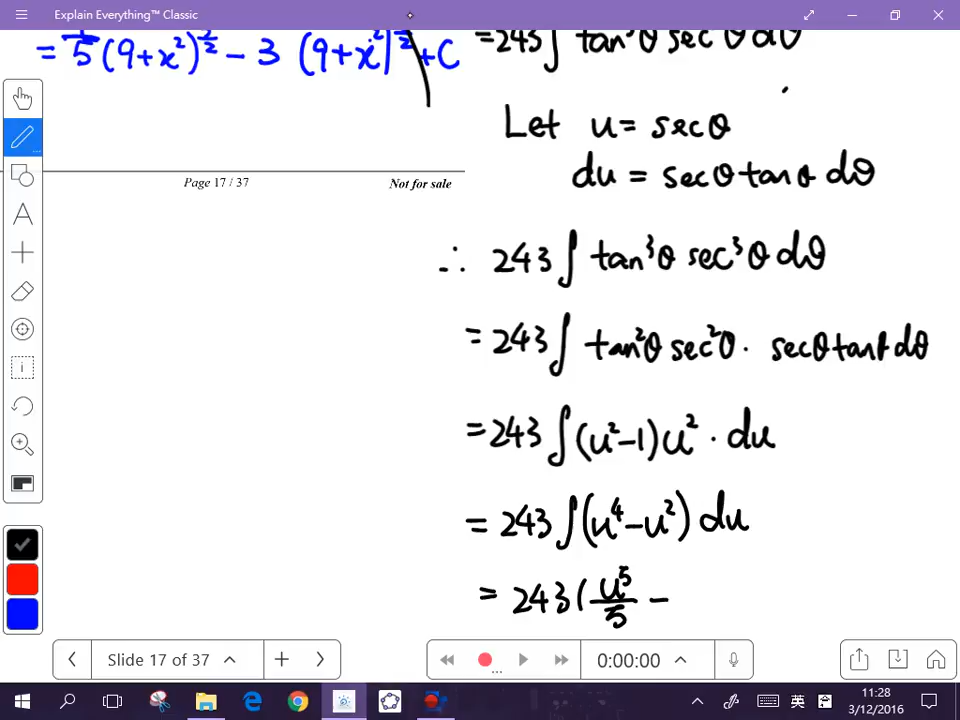 Explain Everything™ Classic
= 1/5 (9+x²)^(5/2) − 3 (9+x²)^(3/2) + C
Page 17 / 37
Not for sale
=243∫ tan³θ sec³θ dθ
Let u = secθ
du = secθ tanθ dθ
∴ 243∫ tan³θ sec³θ dθ
= 243∫ tan²θ sec²θ · secθ tanθ dθ
= 243∫ (u²−1)u² · du
= 243∫(u⁴−u²) du
= 243(u⁵/5 −
Slide 17 of 37
0:00:00
英
11:28
3/12/2016